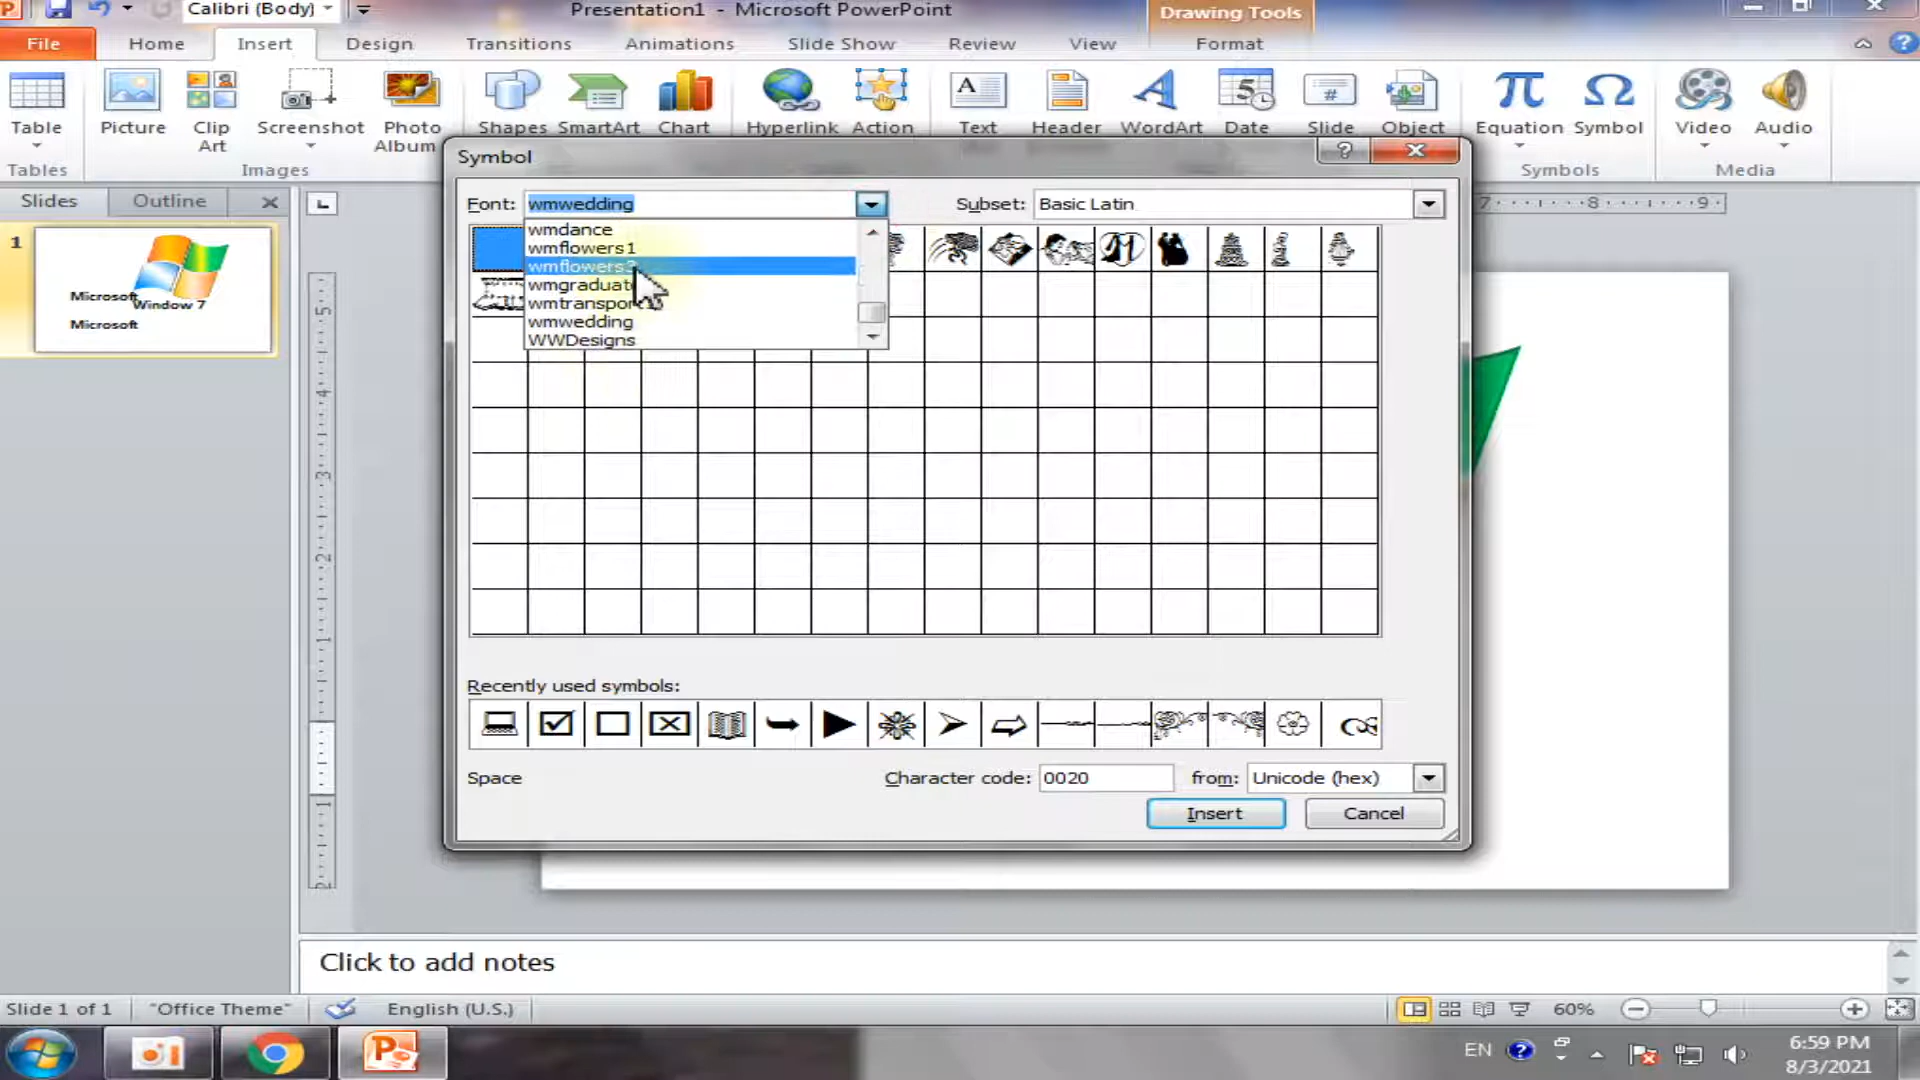 Calibri (Body)
Presentation1 - Microsoft PowerPoint
Drawing Tools
File Home Insert Design Transitions Animations Slide Show Review View Format
Table Picture Clip Art Screenshot Photo Album Shapes SmartArt Chart Hyperlink Action Text Header WordArt Date Slide Object Equation Symbol Video Audio
Tables Images Symbols Media
Slides Outline
Symbol
Font: wmwedding Subset: Basic Latin
wmdance
wmflowers1
wmgraduate
wmwedding
WWDesigns
1
Microsoft
Window 7
Microsoft
Recently used symbols:
Space Character code: 0020 from: Unicode (hex)
Insert Cancel
Click to add notes
Slide 1 of 1 "Office Theme" English (U.S.) 60%
EN 6:59 PM
8/3/2021